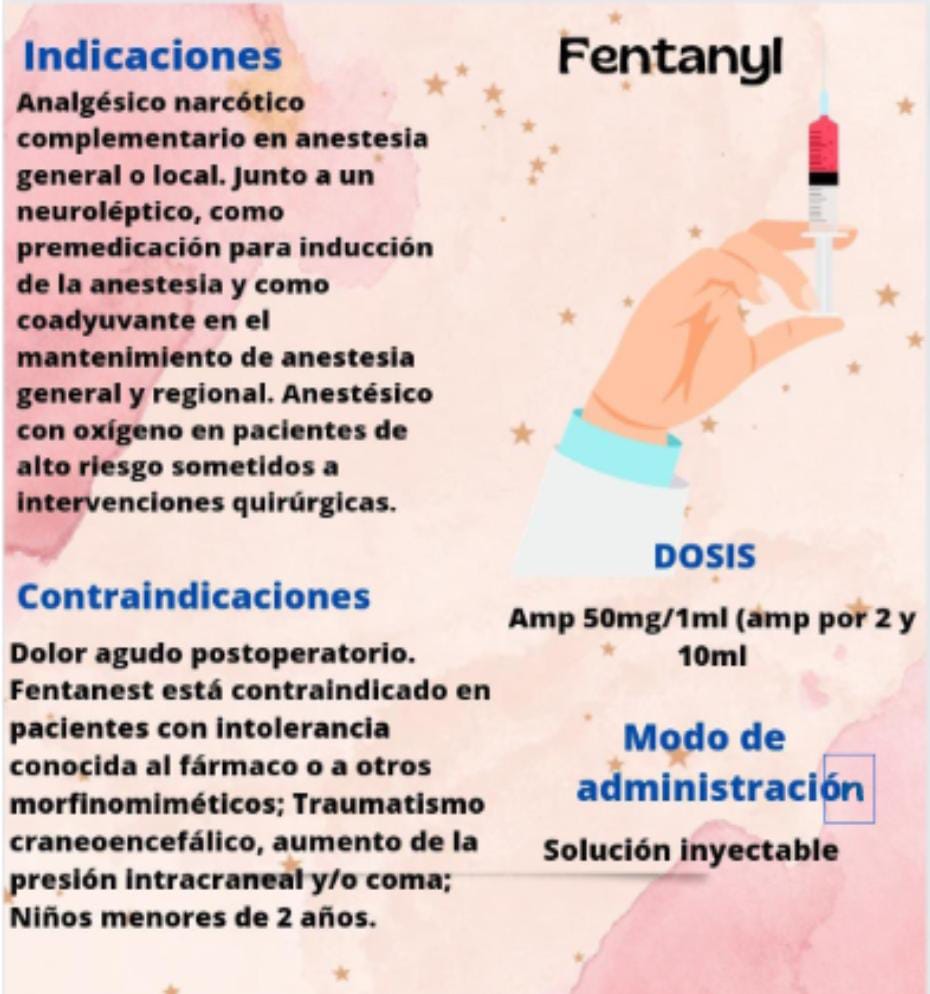 Indicaciones
Analgésico narcótico
complementario en anestesia
general o local. Junto a un
neuroléptico, como
premedicación para inducción
de la anestesia y como
coadyuvante en el
mantenimiento de anestesia
general y regional. Anestésico
con oxígeno en pacientes de
alto riesgo sometidos a
intervenciones quirúrgicas.
Contraindicaciones
Dolor agudo postoperatorio.
Fentanest está contraindicado en
pacientes con intolerancia
conocida al fármaco o a otros
morfinomiméticos; Traumatismo
craneoencefálico, aumento de la
presión intracraneal y/o coma;
Niños menores de 2 años.
Fentanyl
DOSIS
Amp 50mg/1ml (amp por 2 y
10ml
Modo de
administración
Solución inyectable